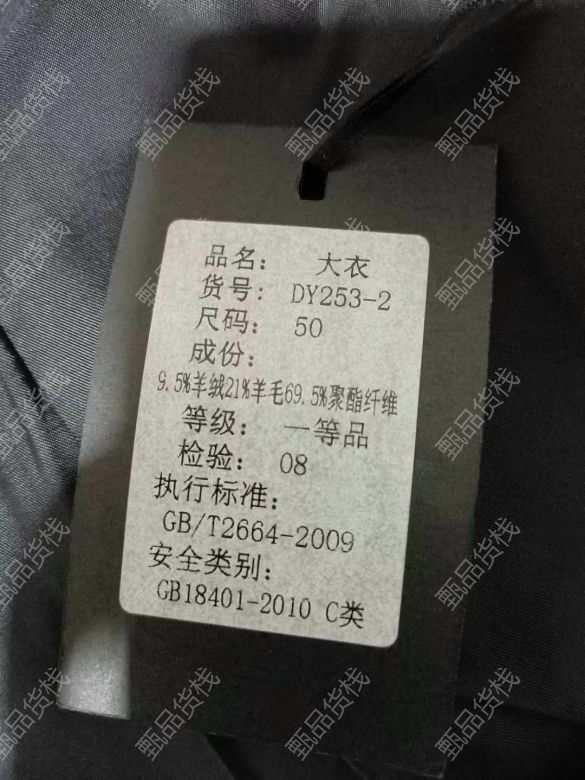 品名: 大衣
货号: DY253-2
尺码: 50
成份:
9.5%羊绒21%羊毛69.5%聚酯纤维
等级: 一等品
检验: 08
执行标准:
GB/T2664-2009
安全类别:
GB18401-2010 C类
甄品货栈